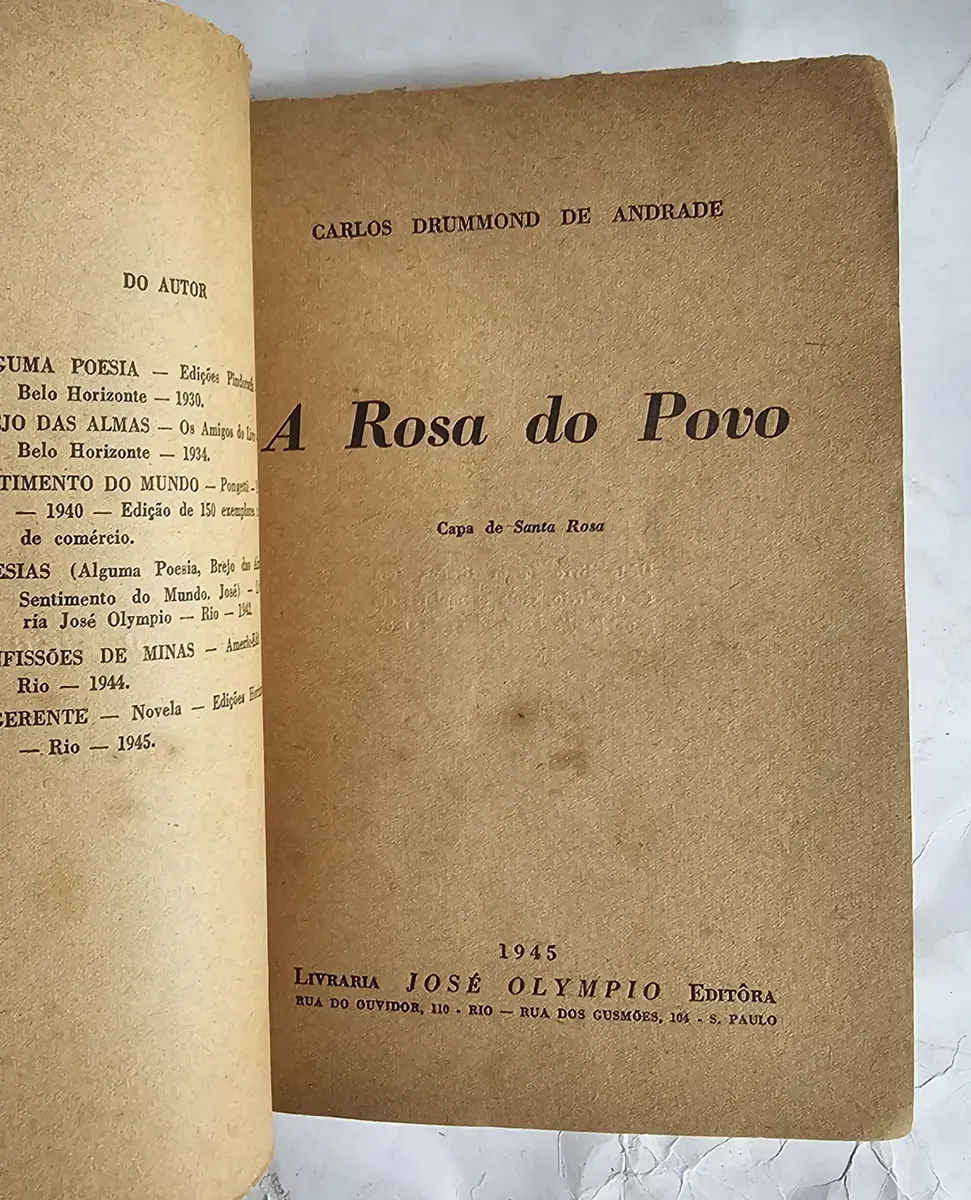 DO AUTOR
GUMA POESIA — Edições
Belo Horizonte — 1930.
JO DAS ALMAS — Os Amigos do
Belo Horizonte — 1934.
TIMENTO DO MUNDO — Pongetti —
— 1940 — Edição de 150 exemplares
de comércio.
ESIAS (Alguma Poesia, Brejo das
Sentimento do Mundo. José) —
ria José Olympio — Rio — 1942.
NFISSÕES DE MINAS —
Rio — 1944.
GERENTE — Novela — Edições
— Rio — 1945.
CARLOS DRUMMOND DE ANDRADE
A Rosa do Povo
Capa de Santa Rosa
1945
LIVRARIA JOSÉ OLYMPIO EDITÔRA
RUA DO OUVIDOR, 110 - RIO — RUA DOS GUSMÕES, 104 - S. PAULO